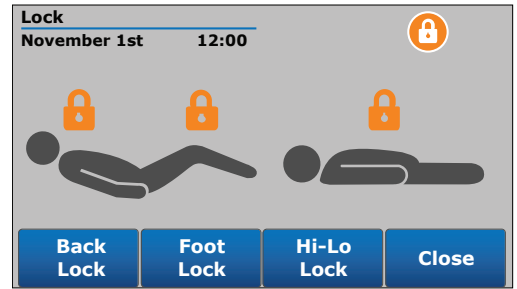 Lock
November 1st 12:00
Back Lock
Foot Lock
Hi-Lo Lock
Close